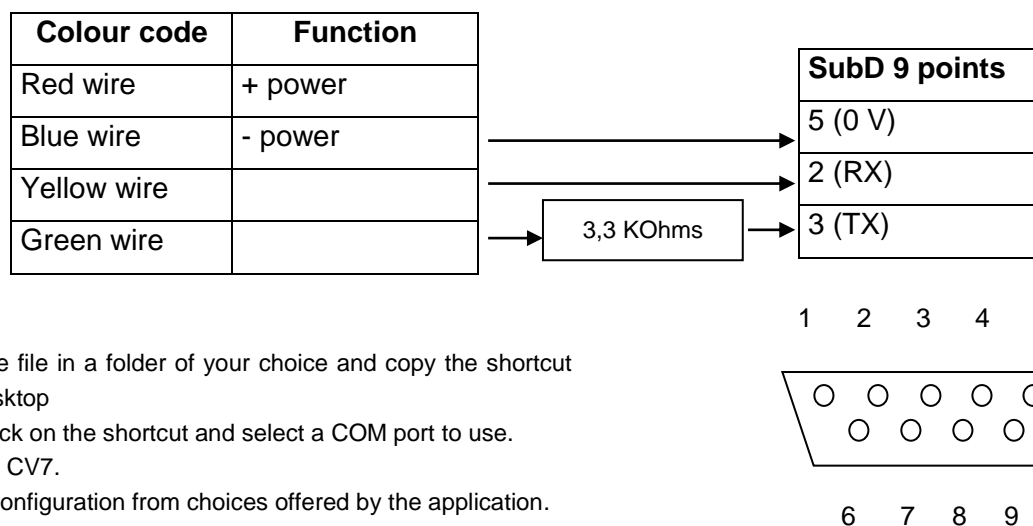 Colour code Function
Red wire + power
Blue wire - power
Yellow wire
Green wire
SubD 9 points
5 (0 V)
2 (RX)
3,3 KOhms
3 (TX)
1 2 3 4
file in a folder of your choice and copy the shortcut
on the shortcut and select a COM port to use.
CV7.
from choices offered by the application.
6 7 8 9